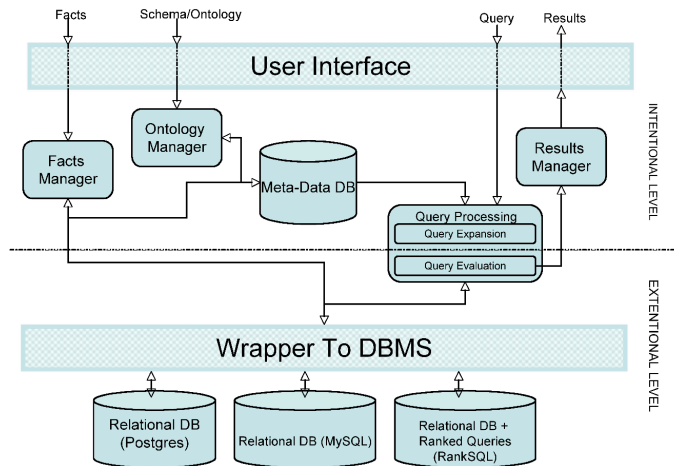 Facts
Schema/Ontology
Query
Results
User Interface
Ontology
Manager
Facts
Manager
Meta-Data DB
Results
Manager
Query Processing
Query Expansion
Query Evaluation
INTENTIONAL LEVEL
EXTENTIONAL LEVEL
Wrapper To DBMS
Relational DB
(Postgres)
Relational DB (MySQL)
Relational DB +
Ranked Queries
(RankSQL)